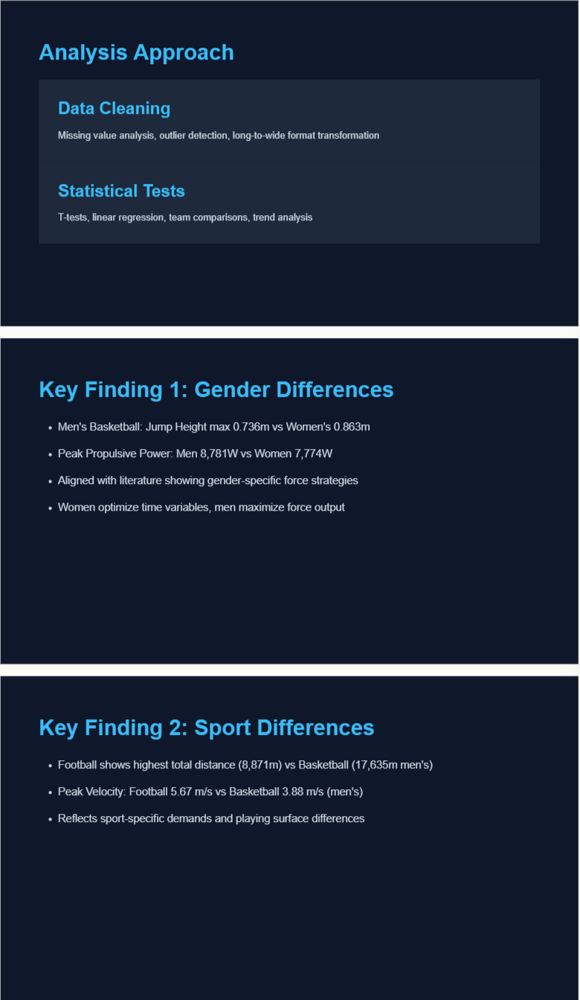 Analysis Approach
Data Cleaning
Missing value analysis, outlier detection, long-to-wide format transformation
Statistical Tests
T-tests, linear regression, team comparisons, trend analysis
Key Finding 1: Gender Differences
• Men's Basketball: Jump Height max 0.736m vs Women's 0.863m
• Peak Propulsive Power: Men 8,781W vs Women 7,774W
• Aligned with literature showing gender-specific force strategies
• Women optimize time variables, men maximize force output
Key Finding 2: Sport Differences
• Football shows highest total distance (8,871m) vs Basketball (17,635m men's)
• Peak Velocity: Football 5.67 m/s vs Basketball 3.88 m/s (men's)
• Reflects sport-specific demands and playing surface differences